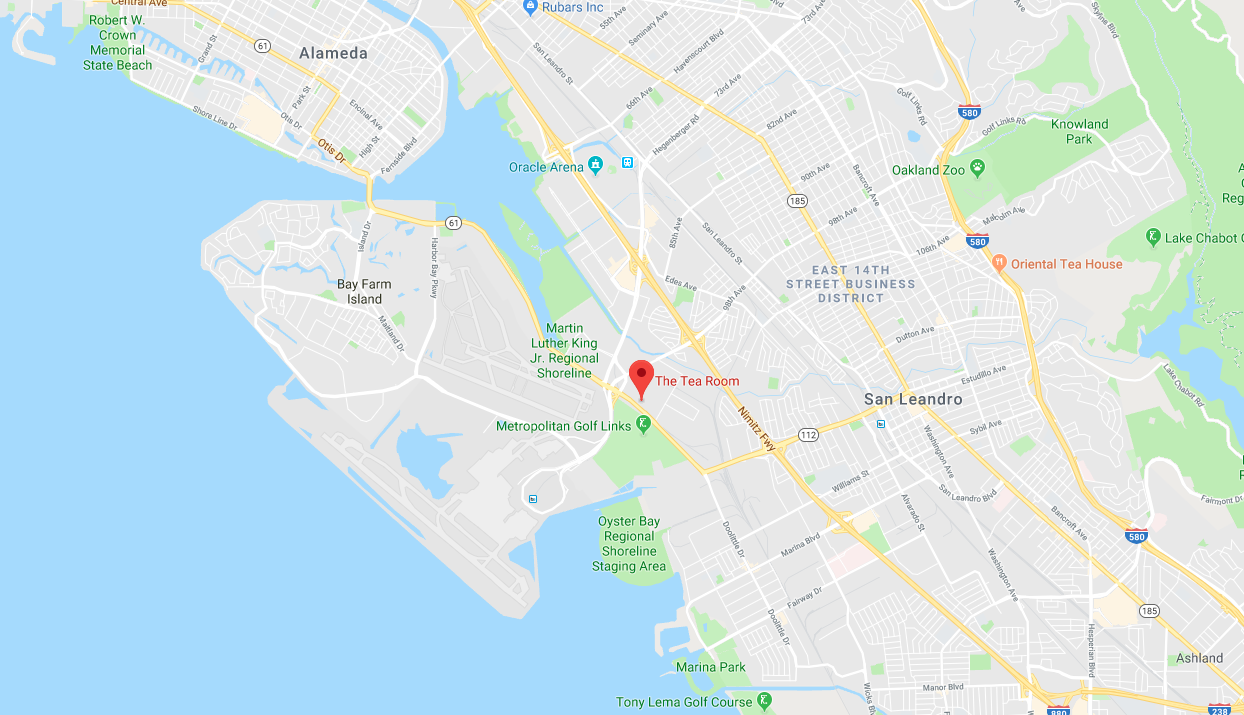 Central Ave
Rubars Inc
55th Ave
73rd Ave
Skyline Blvd
Robert W.
Crown
Memorial
State Beach
Grand St
61
Alameda
San Leandro St
Seminary Ave
Havenscourt Blvd
Park St
Encinal Ave
66th Ave
73rd Ave
Golf Links Rd
580
Shore Line Dr
Otis Dr
Otis Dr
High St
Fernside Blvd
Hegenberger Rd
82nd Ave
Golf Links Rd
Knowland
Park
Oracle Arena
90th Ave
Bancroft Ave
Oakland Zoo
A
C
Reg
185
98th Ave
Malcolm Ave
61
Island Dr
Harbor Bay Pkwy
85th Ave
San Leandro St
106th Ave
580
Lake Chabot G
Oriental Tea House
EAST 14TH
STREET BUSINESS
DISTRICT
Bay Farm
Island
Edes Ave
98th Ave
Maitland Dr
Martin
Luther King
Jr. Regional
Shoreline
Dutton Ave
The Tea Room
Estudillo Ave
Lake Chabot Rd
San Leandro
Metropolitan Golf Links
Nimitz Fwy
112
Sybil Ave
Washington Ave
Williams St
San Leandro Blvd
Fairmont Dr
Alvarado St
Bancroft Ave
Oyster Bay
Regional
Shoreline
Staging Area
Doolittle Dr
Marina Blvd
580
Washington Ave
Fairway Dr
185
Doolittle Dr
Hesperian Blvd
Ashland
Marina Park
Manor Blvd
Wicks Blvd
Tony Lema Golf Course
880
238